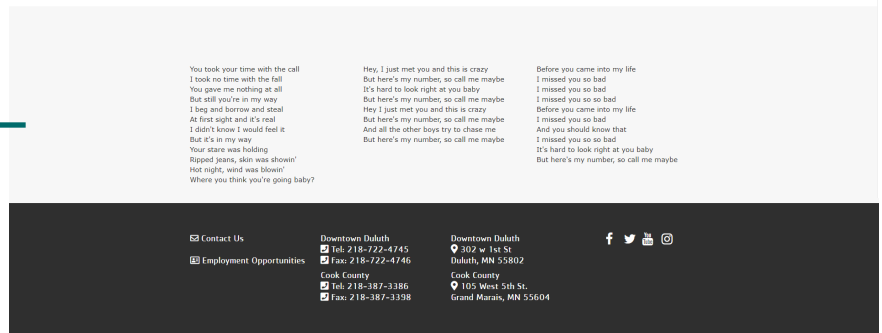 You took your time with the call
I took no time with the fall
You gave me nothing at all
But still you're in my way
I beg and borrow and steal
At first sight and it's real
I didn't know I would feel it
But it's in my way
Your stare was holding
Ripped jeans, skin was showin'
Hot night, wind was blowin'
Where you think you're going baby?
Hey, I just met you and this is crazy
But here's my number, so call me maybe
It's hard to look right at you baby
But here's my number, so call me maybe
Hey I just met you and this is crazy
But here's my number, so call me maybe
And all the other boys try to chase me
But here's my number, so call me maybe
Before you came into my life
I missed you so bad
I missed you so bad
I missed you so so bad
Before you came into my life
I missed you so bad
And you should know that
I missed you so so bad
It's hard to look right at you baby
But here's my number, so call me maybe
Contact Us
Employment Opportunities
Downtown Duluth
Tel: 218-722-4745
Fax: 218-722-4746
Cook County
Tel: 218-387-3386
Fax: 218-387-3398
Downtown Duluth
302 w 1st St
Duluth, MN 55802
Cook County
105 West 5th St.
Grand Marais, MN 55604
You Tube